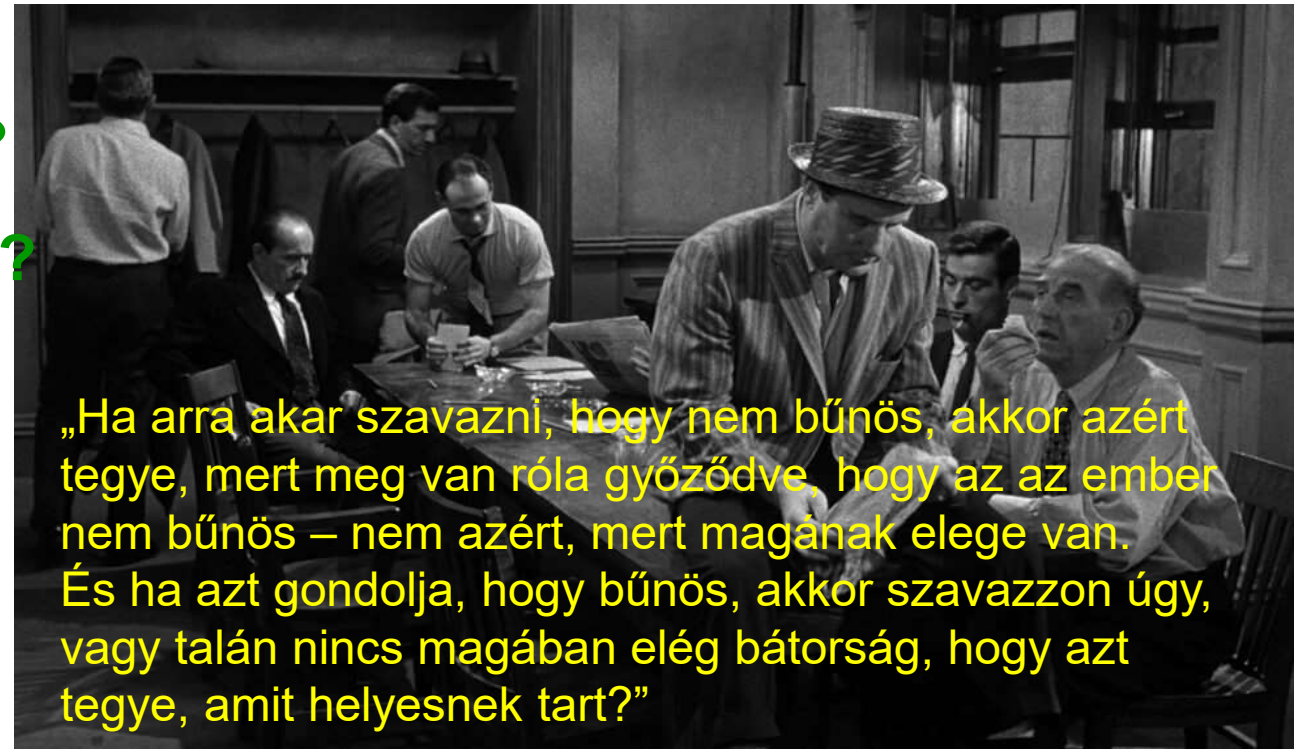 ?
?
„Ha arra akar szavazni, hogy nem bűnös, akkor azért
tegye, mert meg van róla győződve, hogy az az ember
nem bűnös – nem azért, mert magának elege van.
És ha azt gondolja, hogy bűnös, akkor szavazzon úgy,
vagy talán nincs magában elég bátorság, hogy azt
tegye, amit helyesnek tart?”